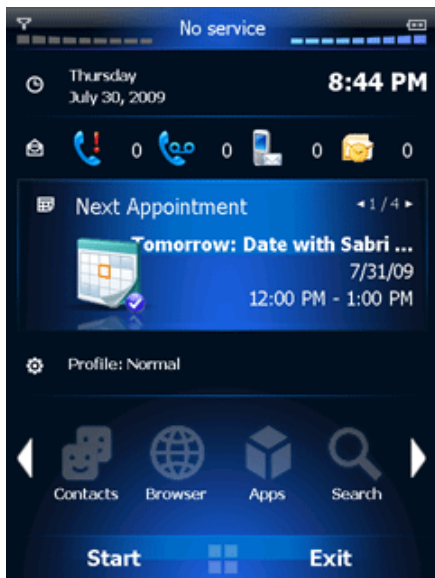 No service
Thursday
8:44 PM
July 30, 2009
0 0 0 0
Next Appointment
1 / 4
Tomorrow: Date with Sabri ...
7/31/09
12:00 PM - 1:00 PM
Profile: Normal
Contacts Browser Apps Search
Start Exit